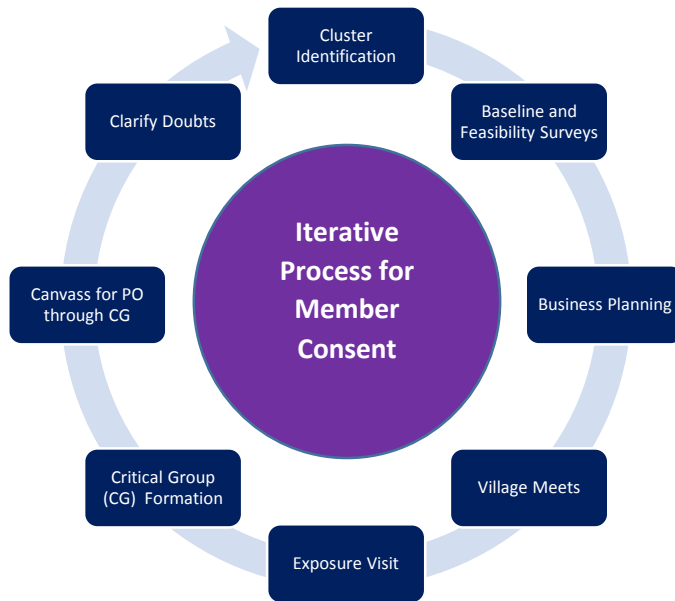 Cluster
Identification
Baseline and
Feasibility Surveys
Business Planning
Village Meets
Exposure Visit
Critical Group
(CG) Formation
Canvass for PO
through CG
Clarify Doubts
Iterative
Process for
Member
Consent